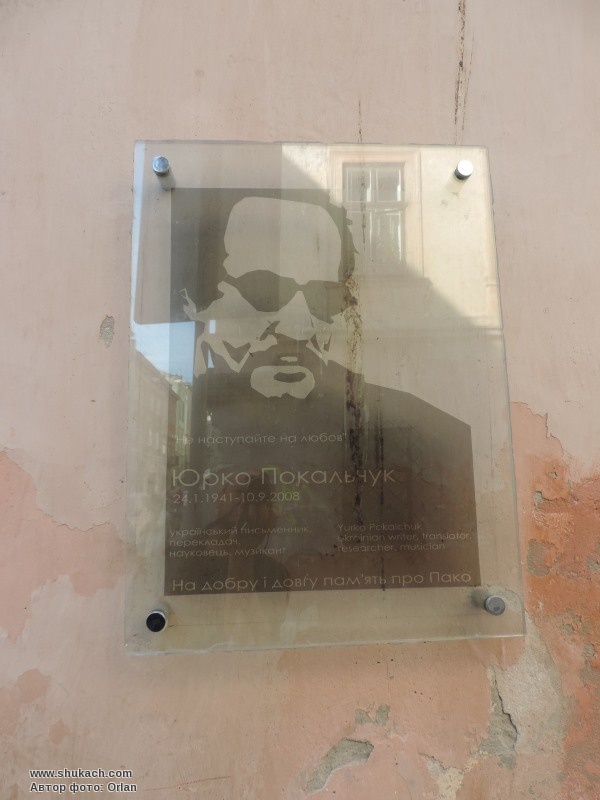 "Не наступайте на любов"
Юрко Покальчук
24.1.1941-10.9.2008
український письменник,
перекладач,
науковець, музикант
Yurko Pokalchuk
Ukrainian writer, translator,
researcher, musician
На добру і довгу пам'ять про Пако
www.shukach.com
Автор фото: Orlan